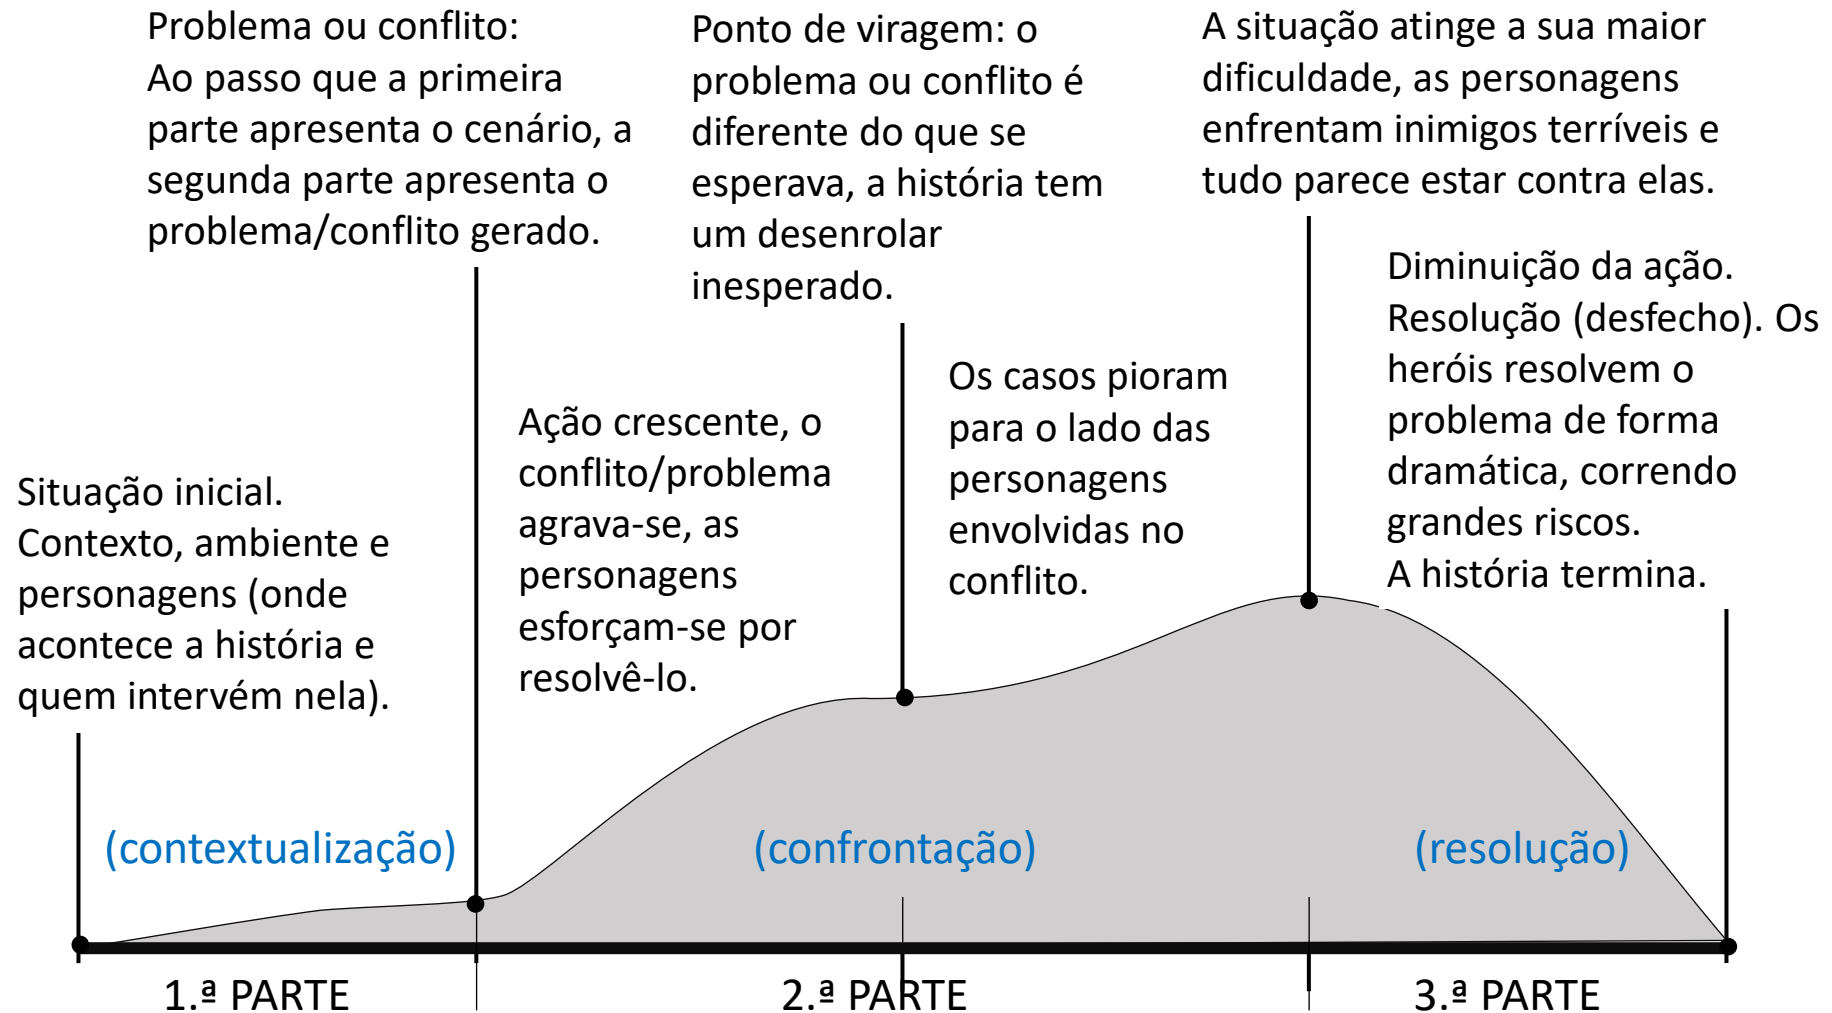 Problema ou conflito:
Ao passo que a primeira
parte apresenta o cenário, a
segunda parte apresenta o
problema/conflito gerado.
Ponto de viragem: o
problema ou conflito é
diferente do que se
esperava, a história tem
um desenrolar
inesperado.
A situação atinge a sua maior
dificuldade, as personagens
enfrentam inimigos terríveis e
tudo parece estar contra elas.
Situação inicial.
Contexto, ambiente e
personagens (onde
acontece a história e
quem intervém nela).
Ação crescente, o
conflito/problema
agrava-se, as
personagens
esforçam-se por
resolvê-lo.
Os casos pioram
para o lado das
personagens
envolvidas no
conflito.
Diminuição da ação.
Resolução (desfecho). Os
heróis resolvem o
problema de forma
dramática, correndo
grandes riscos.
A história termina.
(contextualização)
(confrontação)
(resolução)
1.ª PARTE
2.ª PARTE
3.ª PARTE